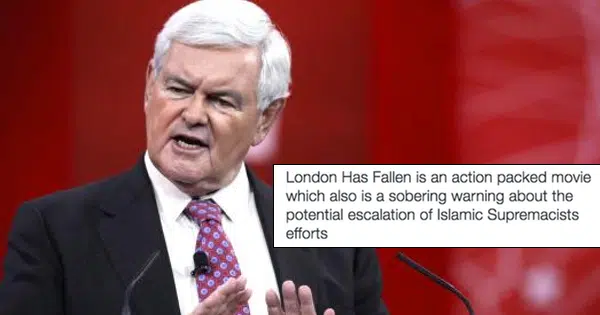 London Has Fallen is an action packed movie
which also is a sobering warning about the
potential escalation of Islamic Supremacists
efforts